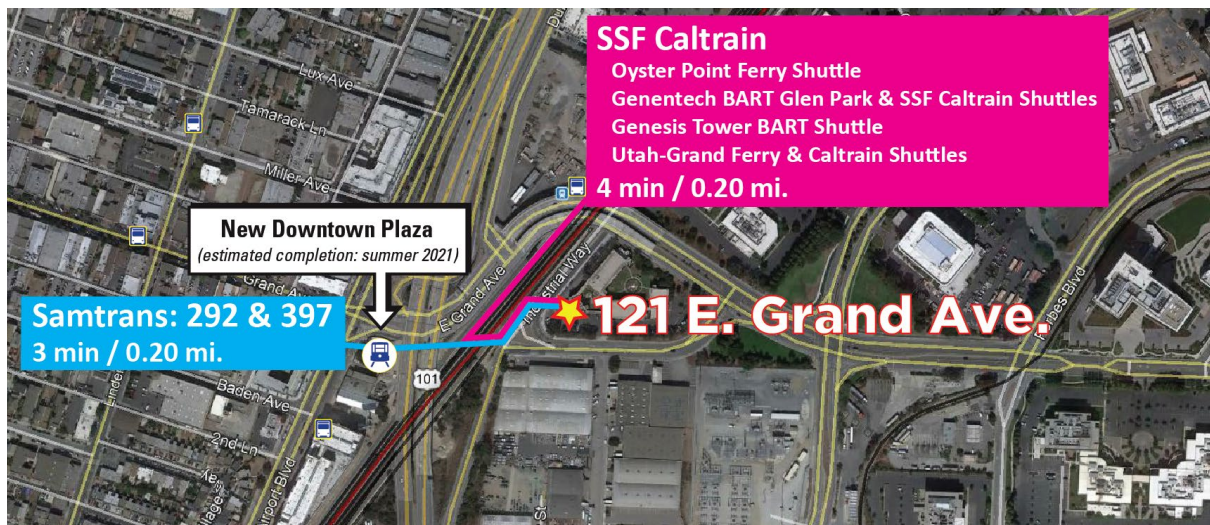 SSF Caltrain
Oyster Point Ferry Shuttle
Genentech BART Glen Park & SSF Caltrain Shuttles
Genesis Tower BART Shuttle
Utah-Grand Ferry & Caltrain Shuttles
4 min / 0.20 mi.
Lux Ave
Tamarack Ln
Miller Ave
New Downtown Plaza
(estimated completion: summer 2021)
Grand Ave
E Grand Ave
Industrial Way
121 E. Grand Ave.
Forbes Blvd
Samtrans: 292 & 397
3 min / 0.20 mi.
101
Baden Ave
2nd Ln